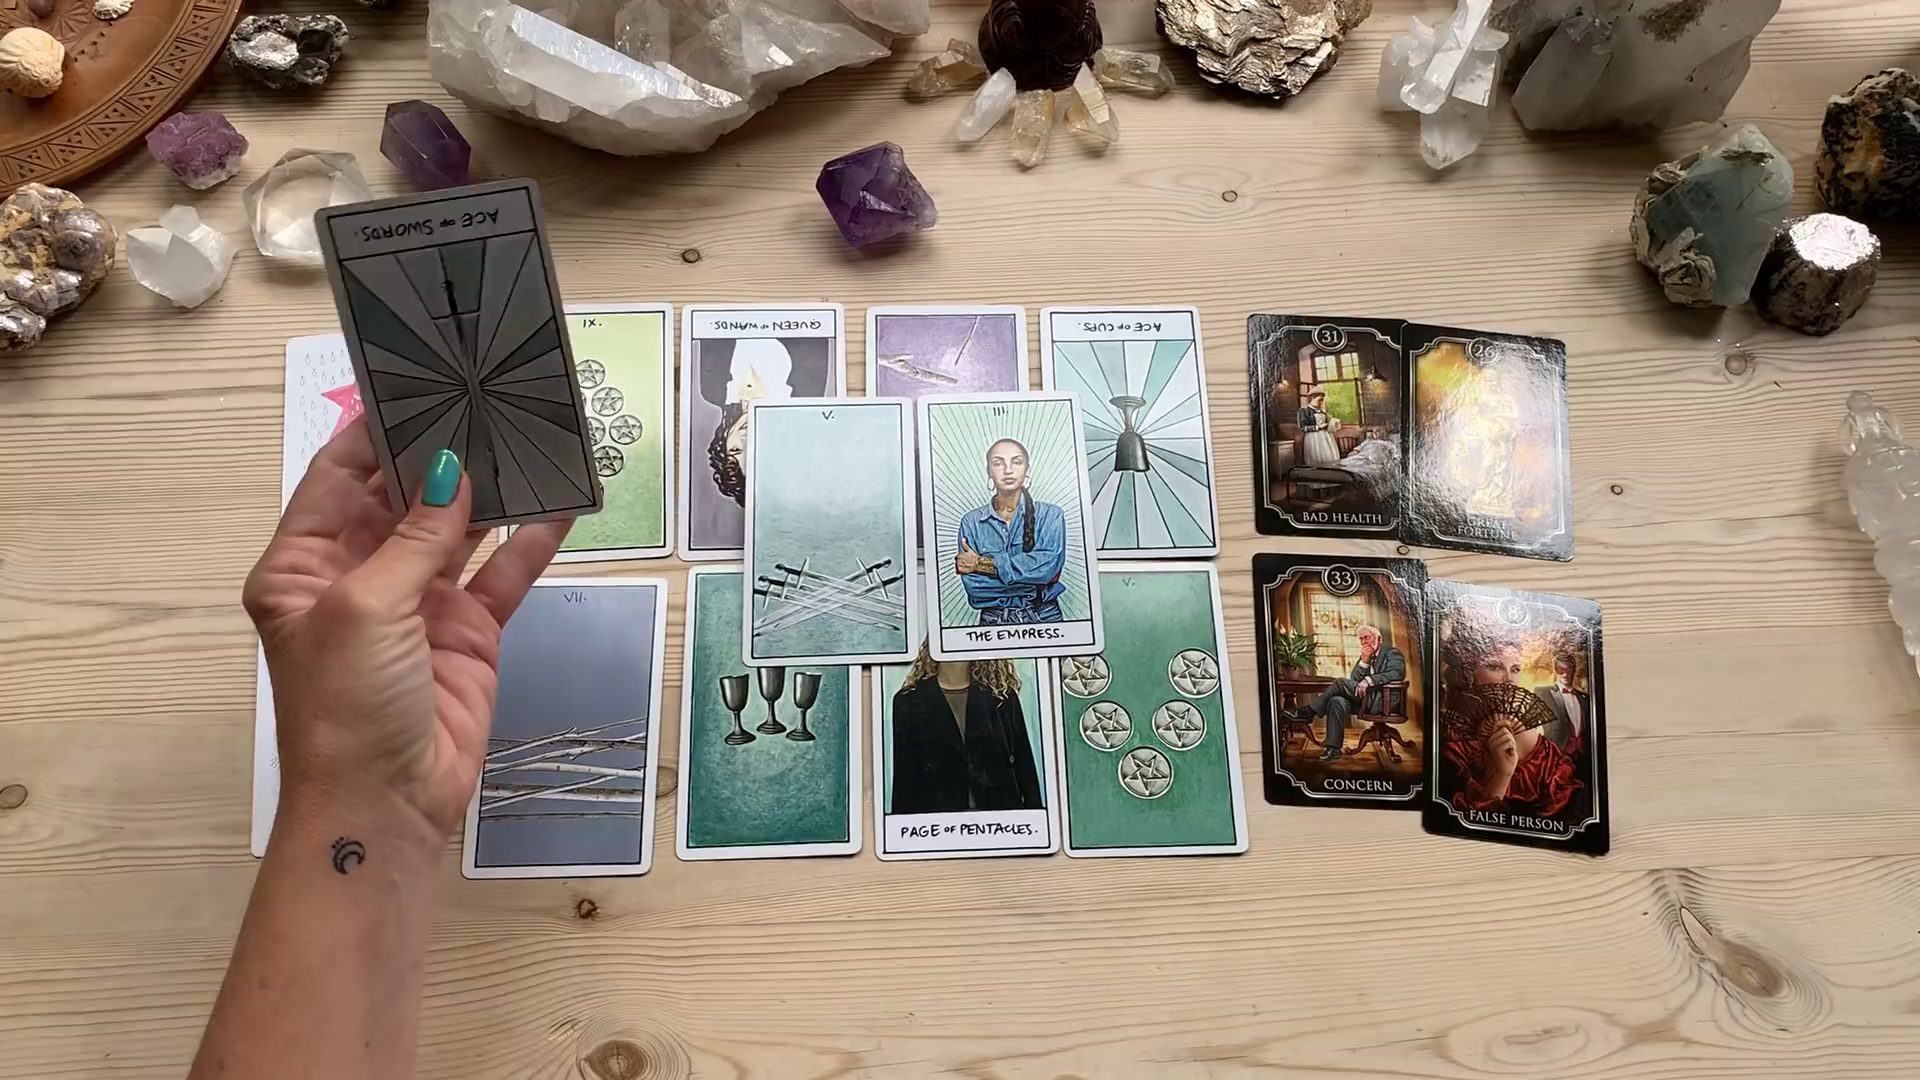 ACE OF SWORDS.
IX.
QUEEN OF WANDS.
ACE OF CUPS.
31
BAD HEALTH
26
GREAT
FORTUNE
V.
III.
THE EMPRESS.
VII.
V.
PAGE OF PENTACLES.
33
CONCERN
8
FALSE PERSON